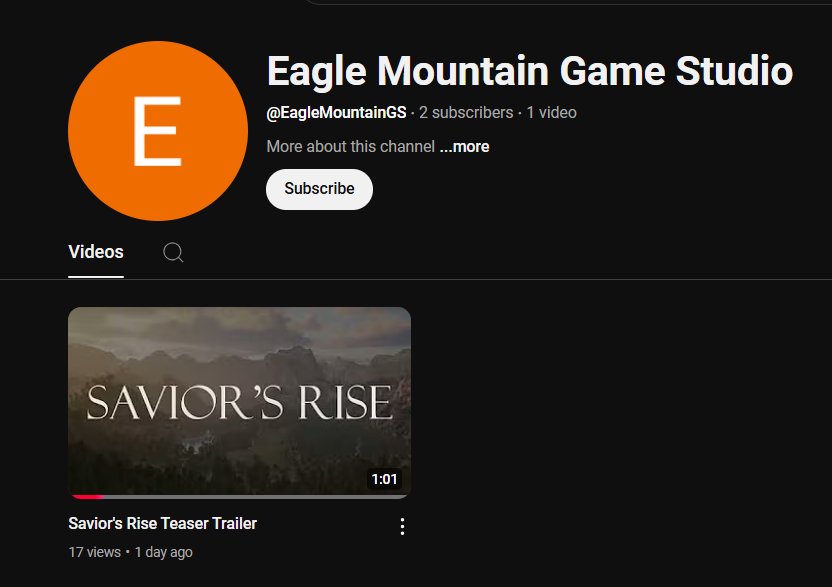 E
Eagle Mountain Game Studio
@EagleMountainGS · 2 subscribers · 1 video
More about this channel ...more
Subscribe
Videos
SAVIOR'S RISE
1:01
Savior's Rise Teaser Trailer
17 views • 1 day ago